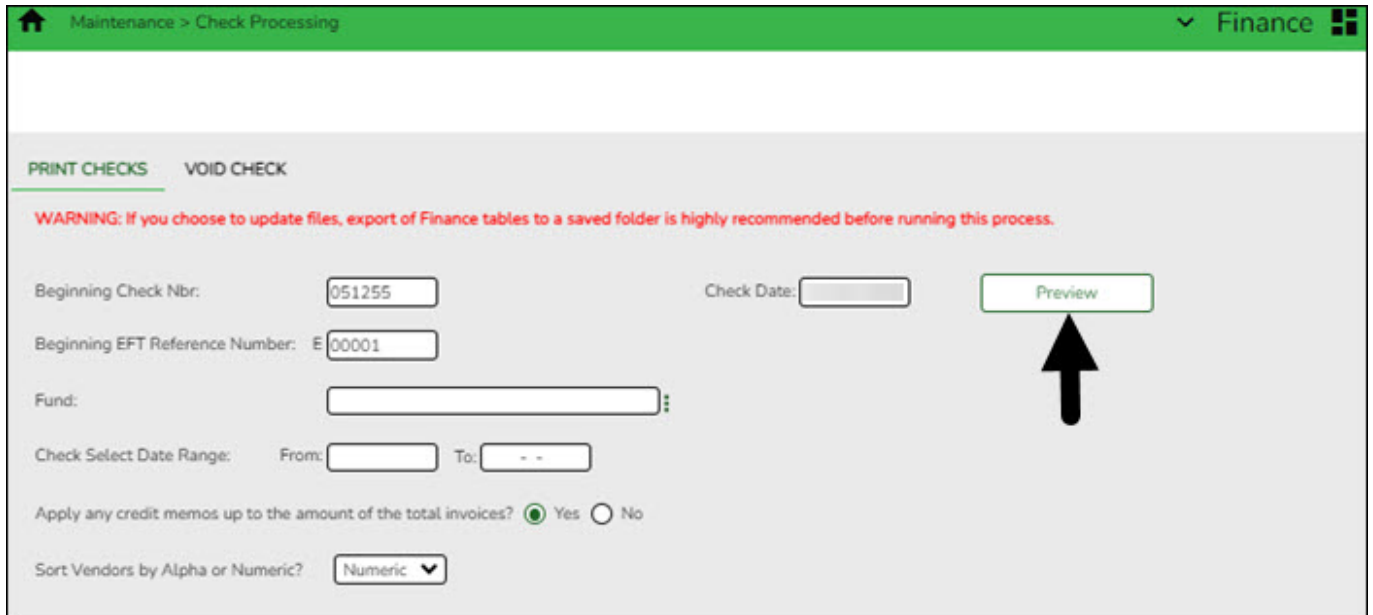 Maintenance > Check Processing
Finance
PRINT CHECKS VOID CHECK
WARNING: If you choose to update files, export of Finance tables to a saved folder is highly recommended before running this process.
Beginning Check Nbr: 051255 Check Date: Preview
Beginning EFT Reference Number: E 00001
Fund:
Check Select Date Range: From: To: - -
Apply any credit memos up to the amount of the total invoices? Yes No
Sort Vendors by Alpha or Numeric? Numeric